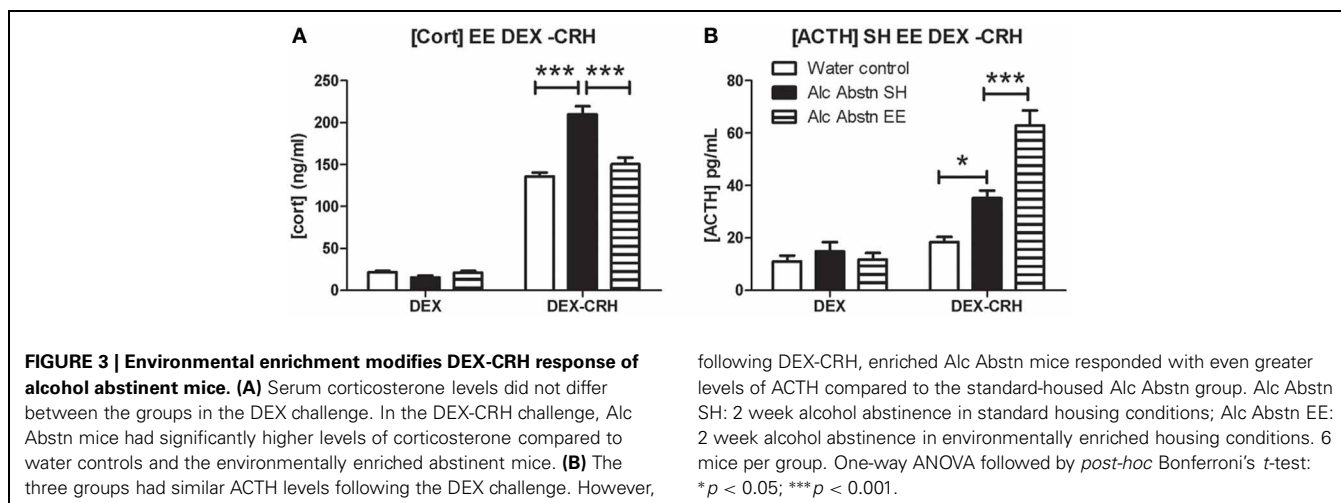 A
[Cort] EE DEX -CRH
250
200
150
100
50
0
[cort] (ng/ml)
*** ***
DEX
DEX-CRH
B
[ACTH] SH EE DEX -CRH
Water control
Alc Abstn SH
Alc Abstn EE
80
60
40
20
0
[ACTH] pg/mL
***
*
DEX
DEX-CRH
FIGURE 3 | Environmental enrichment modifies DEX-CRH response of
alcohol abstinent mice. (A) Serum corticosterone levels did not differ
between the groups in the DEX challenge. In the DEX-CRH challenge, Alc
Abstn mice had significantly higher levels of corticosterone compared to
water controls and the environmentally enriched abstinent mice. (B) The
three groups had similar ACTH levels following the DEX challenge. However,
following DEX-CRH, enriched Alc Abstn mice responded with even greater
levels of ACTH compared to the standard-housed Alc Abstn group. Alc Abstn
SH: 2 week alcohol abstinence in standard housing conditions; Alc Abstn EE:
2 week alcohol abstinence in environmentally enriched housing conditions. 6
mice per group. One-way ANOVA followed by post-hoc Bonferroni's t-test:
*p < 0.05; ***p < 0.001.